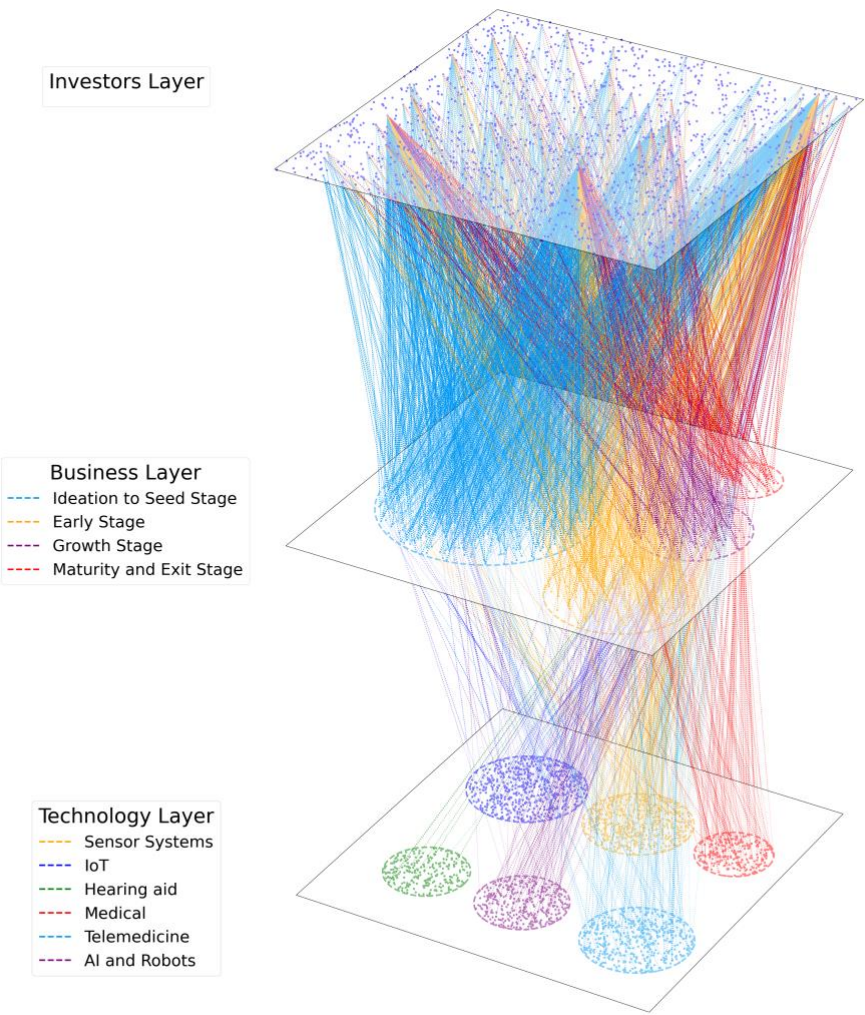 Investors Layer
Business Layer
Ideation to Seed Stage
Early Stage
Growth Stage
Maturity and Exit Stage
Technology Layer
Sensor Systems
IoT
Hearing aid
Medical
Telemedicine
AI and Robots